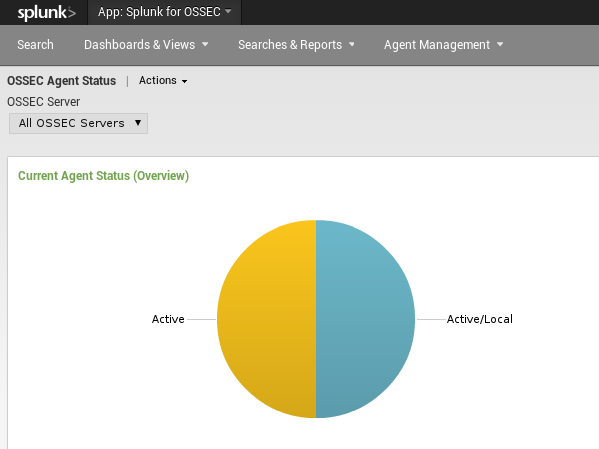 splunk> App: Splunk for OSSEC
Search Dashboards & Views Searches & Reports Agent Management
OSSEC Agent Status | Actions
OSSEC Server
All OSSEC Servers
Current Agent Status (Overview)
Active Active/Local